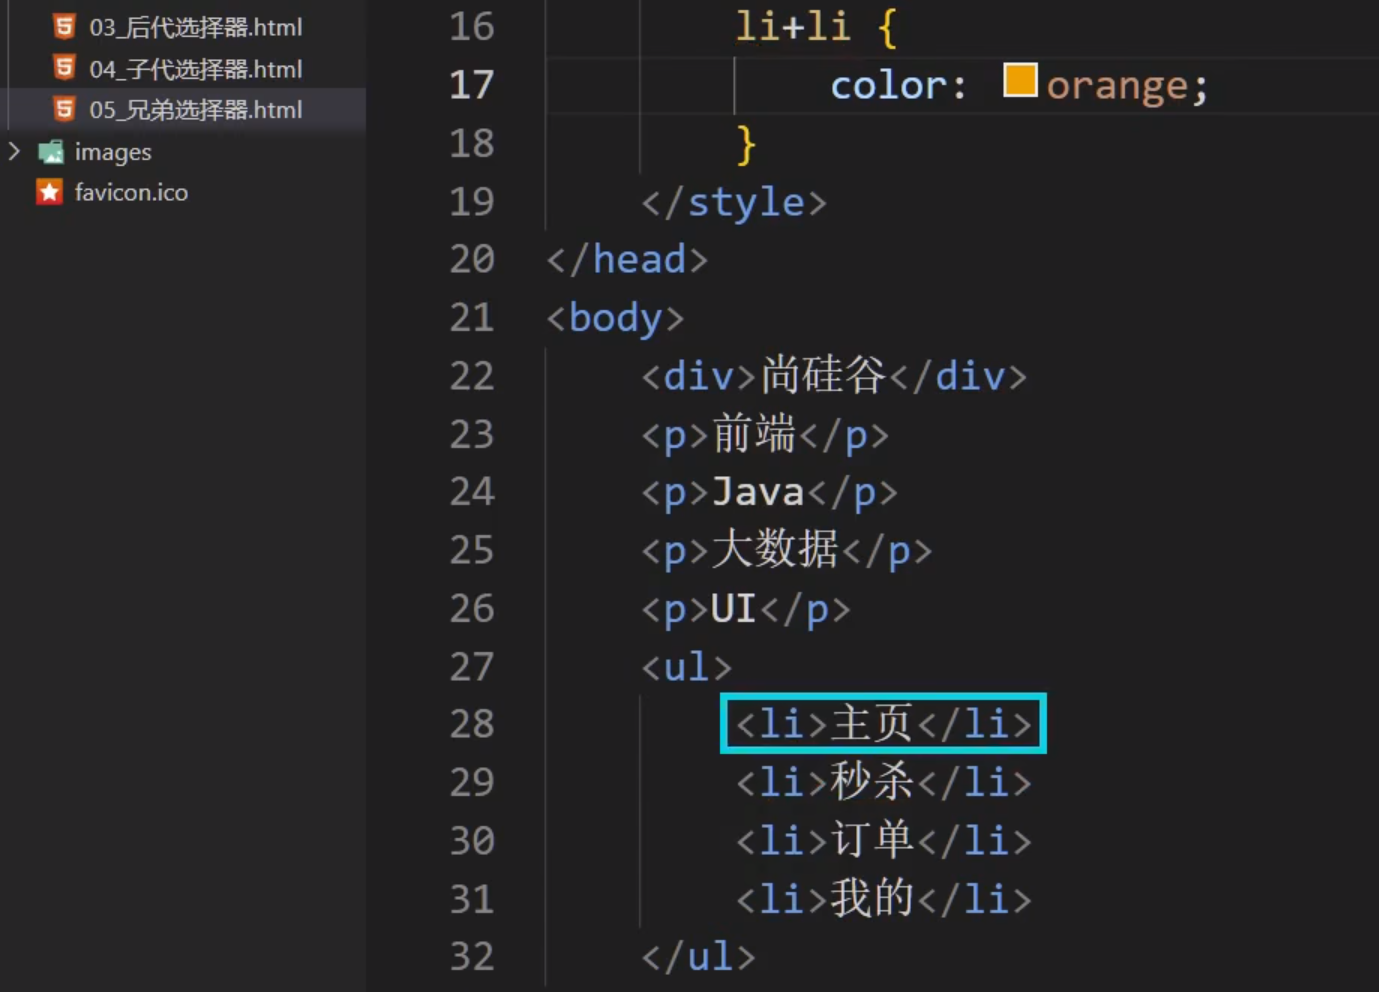 03_后代选择器.html
04_子代选择器.html
05_兄弟选择器.html
images
favicon.ico
16 li+li {
17 color: orange;
18 }
19 </style>
20 </head>
21 <body>
22 <div>尚硅谷</div>
23 <p>前端</p>
24 <p>Java</p>
25 <p>大数据</p>
26 <p>UI</p>
27 <ul>
28 <li>主页</li>
29 <li>秒杀</li>
30 <li>订单</li>
31 <li>我的</li>
32 </ul>